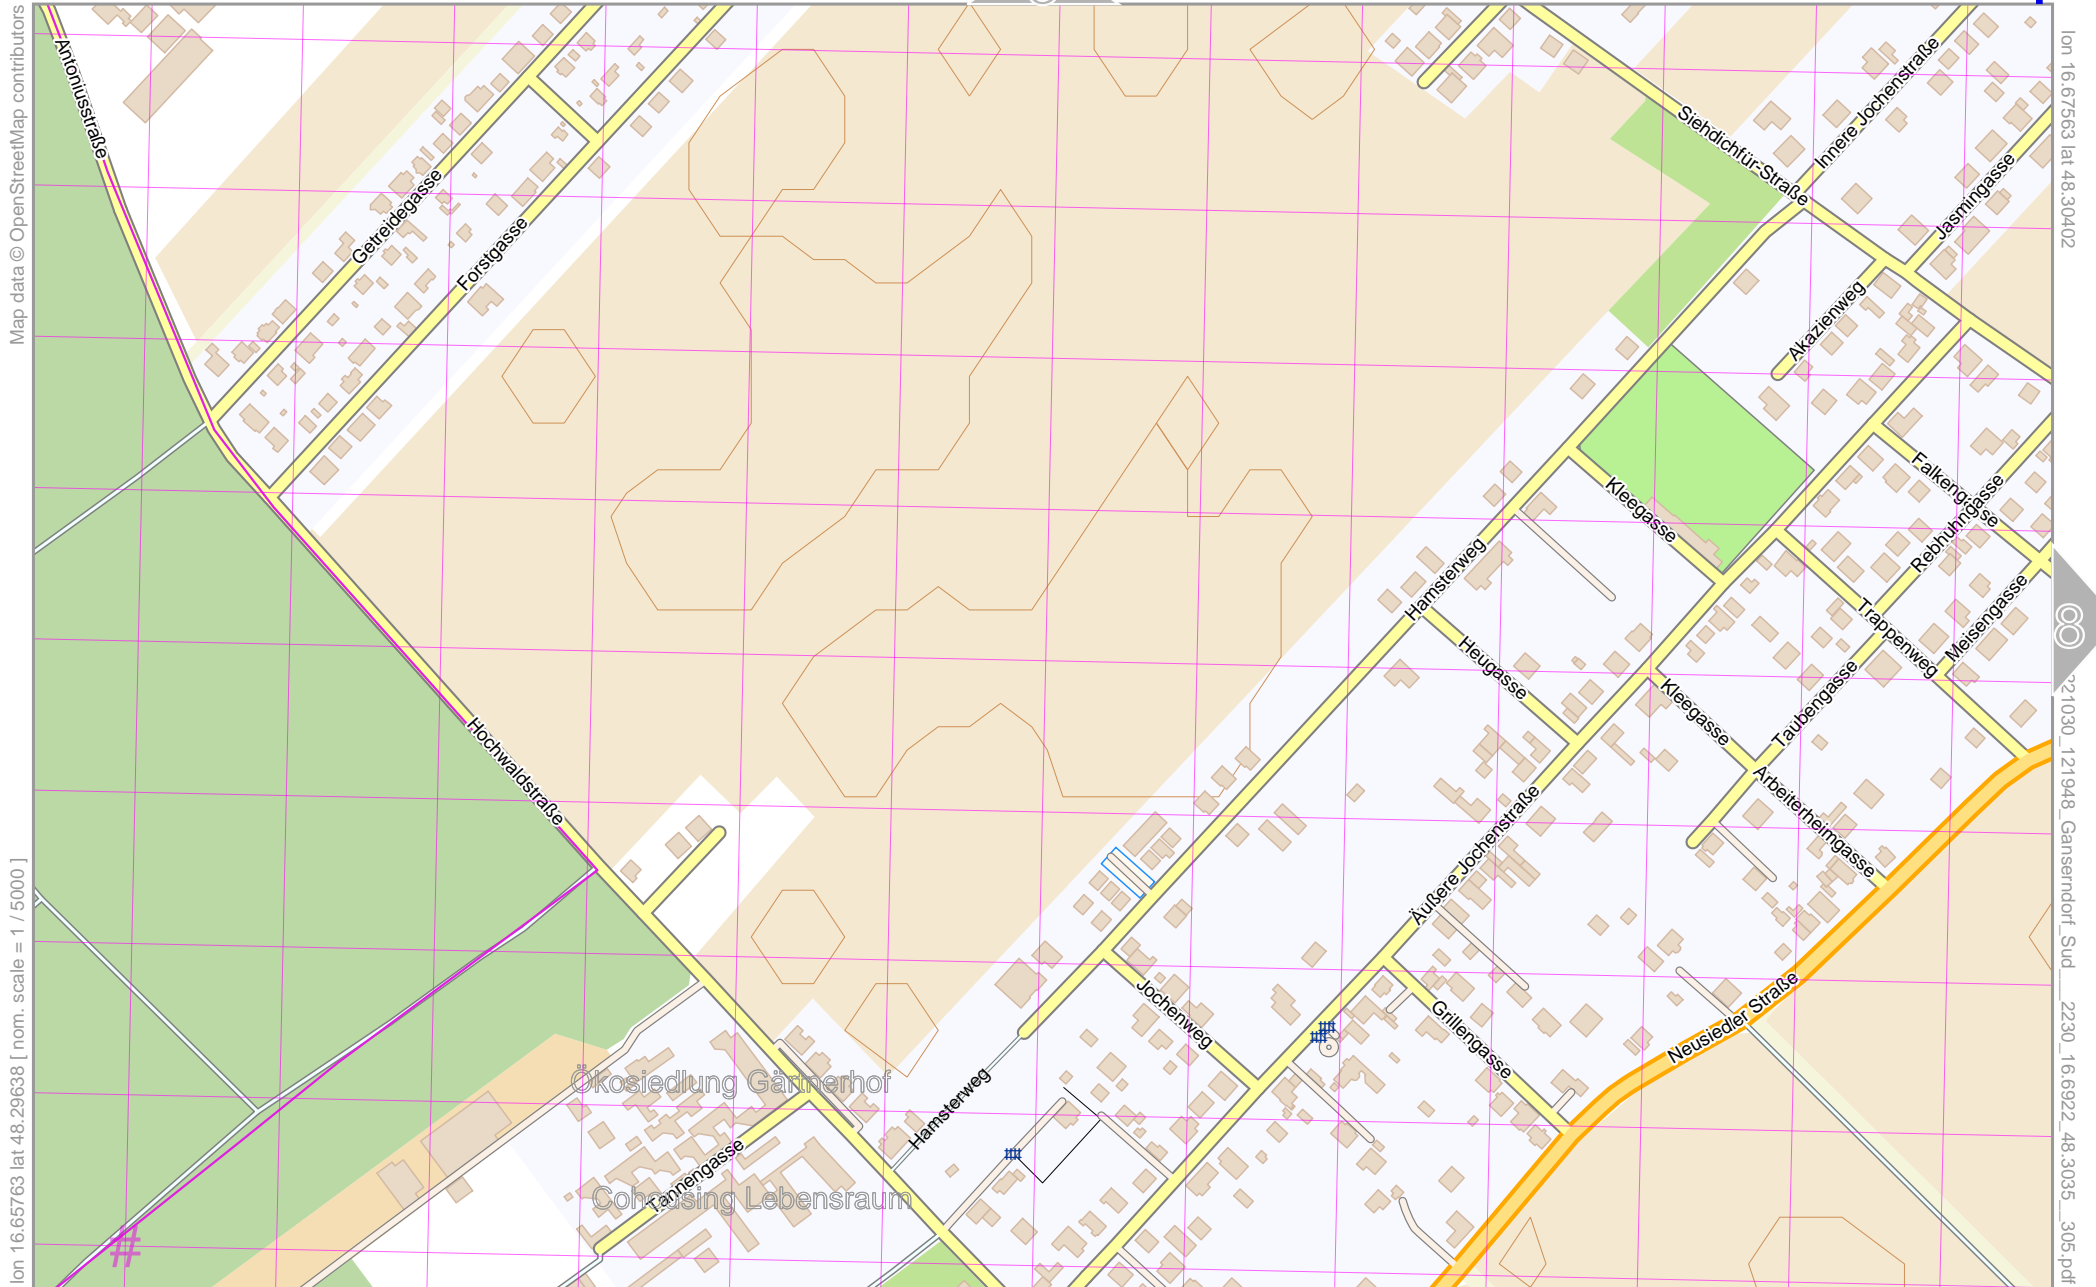 Map data © OpenStreetMap contributors
lon 16.65763 lat 48.29638 [ nom. scale = 1 / 5000 ]
lon 16.67563 lat 48.30402
221030_121948_Ganserndorf_Sud__2230_16.6922_48.3035__305.pdf
8
Antoniusstraße
Getreidegasse
Forstgasse
Siehdichfür-Straße
Innere Jochenstraße
Jasmingasse
Akazienweg
Falkengasse
Rebhuhngasse
Kleegasse
Hamsterweg
Heugasse
Trappenweg
Meisengasse
Kleegasse
Taubengasse
Hochwaldstraße
Arbeiterheimgasse
Äußere Jochenstraße
Jochenweg
Grillengasse
Neusiedler Straße
Ökosiedlung Gärtnerhof
Hamsterweg
Tannengasse
Cohousing Lebensraum
#